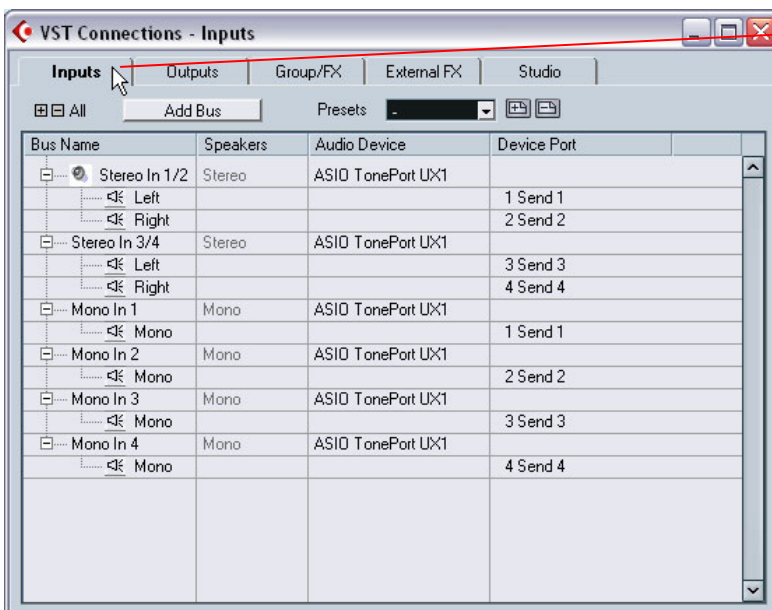 VST Connections - Inputs
Inputs Outputs Group/FX External FX Studio
All Add Bus Presets -
Bus Name Speakers Audio Device Device Port
Stereo In 1/2 Stereo ASIO TonePort UX1
Left 1 Send 1
Right 2 Send 2
Stereo In 3/4 Stereo ASIO TonePort UX1
Left 3 Send 3
Right 4 Send 4
Mono In 1 Mono ASIO TonePort UX1
Mono 1 Send 1
Mono In 2 Mono ASIO TonePort UX1
Mono 2 Send 2
Mono In 3 Mono ASIO TonePort UX1
Mono 3 Send 3
Mono In 4 Mono ASIO TonePort UX1
Mono 4 Send 4